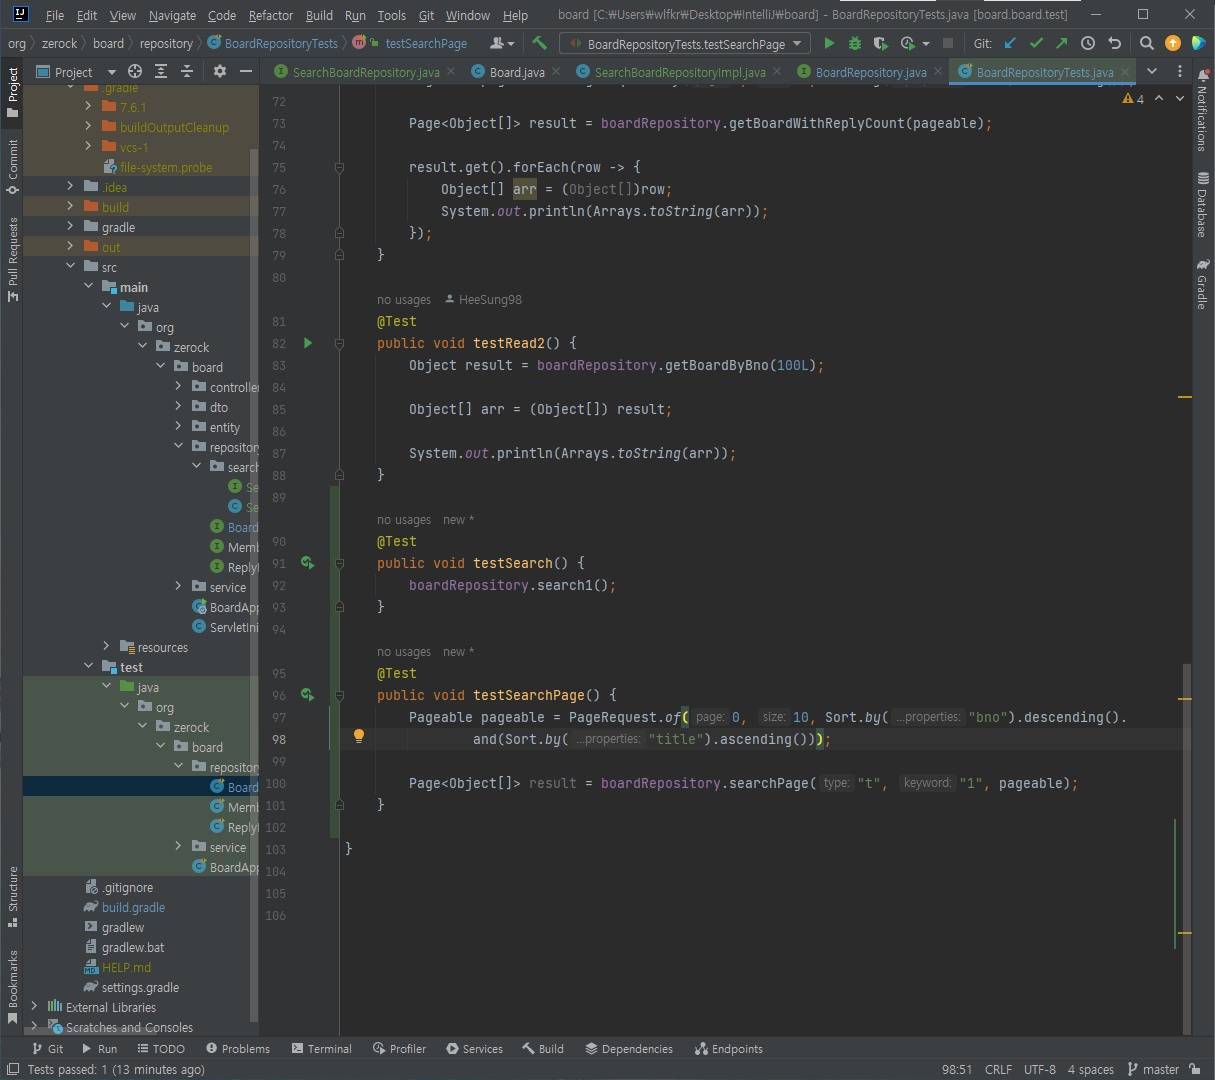 File Edit View Navigate Code Refactor Build Run Tools Git Window Help board [C:₩Users₩wlfkr₩Desktop₩IntelliJ₩board] - BoardRepositoryTests.java [board.board.test]
org zerock board repository BoardRepositoryTests testSearchPage BoardRepositoryTests.testSearchPage Git:
Project SearchBoardRepository.java Board.java SearchBoardRepositoryImpl.java BoardRepository.java BoardRepositoryTests.java
Project
Commit
Pull Requests
Structure
Bookmarks
.gradle
7.6.1
buildOutputCleanup
vcs-1
file-system.probe
.idea
build
gradle
out
src
main
java
org
zerock
board
controller
dto
entity
repository
search
Se
Se
Board
Memb
Reply
service
BoardApp
ServletIni
resources
test
java
org
zerock
board
repository
Board
Memb
Reply
service
BoardApp
.gitignore
build.gradle
gradlew
gradlew.bat
HELP.md
settings.gradle
External Libraries
Scratches and Consoles
4
72
73 Page<Object[]> result = boardRepository.getBoardWithReplyCount(pageable);
74
75 result.get().forEach(row -> {
76 Object[] arr = (Object[])row;
77 System.out.println(Arrays.toString(arr));
78 });
79 }
80
no usages HeeSung98
81 @Test
82 public void testRead2() {
83 Object result = boardRepository.getBoardByBno(100L);
84
85 Object[] arr = (Object[]) result;
86
87 System.out.println(Arrays.toString(arr));
88 }
89
no usages new *
90 @Test
91 public void testSearch() {
92 boardRepository.search1();
93 }
94
no usages new *
95 @Test
96 public void testSearchPage() {
97 Pageable pageable = PageRequest.of( page: 0, size: 10, Sort.by( ...properties: "bno").descending().
98 and(Sort.by( ...properties: "title").ascending()));
99
100 Page<Object[]> result = boardRepository.searchPage( type: "t", keyword: "1", pageable);
101 }
102
103 }
104
105
106
Notifications
Database
Gradle
Git Run TODO Problems Terminal Profiler Services Build Dependencies Endpoints
Tests passed: 1 (13 minutes ago) 98:51 CRLF UTF-8 4 spaces master